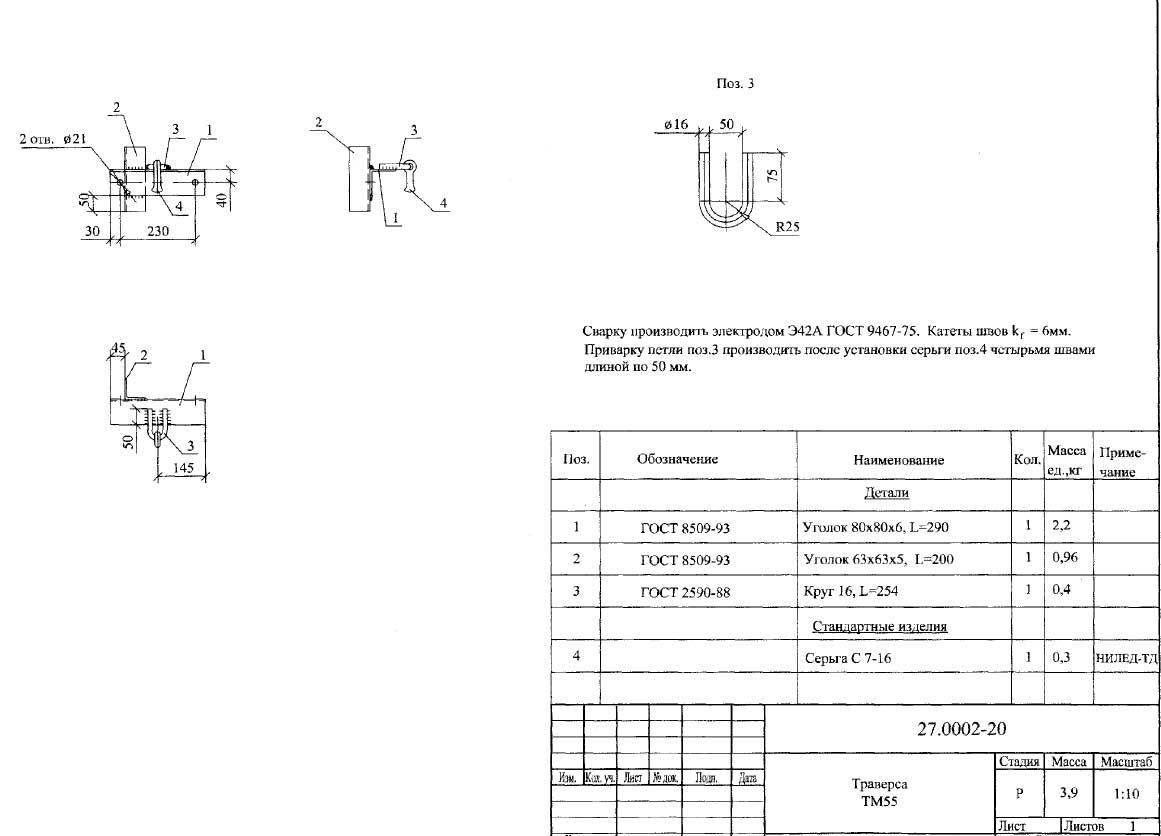 Поз. 3
2
3
1
2 отв. ø21
4
50
40
30
230
2
3
4
1
ø16
50
75
R25
Сварку производить электродом Э42А ГОСТ 9467-75. Катеты швов kf = 6мм.
Приварку петли поз.3 производить после установки серьги поз.4 четырьмя швами
длиной по 50 мм.
45
2
1
50
3
145
Поз. Обозначение Наименование Кол. Масса ед.,кг Приме-чание
Детали
1 ГОСТ 8509-93 Уголок 80х80х6, L=290 1 2,2
2 ГОСТ 8509-93 Уголок 63х63х5, L=200 1 0,96
3 ГОСТ 2590-88 Круг 16, L=254 1 0,4
Стандартные изделия
4 Серьга С 7-16 1 0,3 НИЛЕД-ТД
27.0002-20
Изм. Кол. уч. Лист № док. Подп. Дата
Траверса
ТМ55
Стадия Масса Масштаб
Р 3,9 1:10
Лист Листов 1